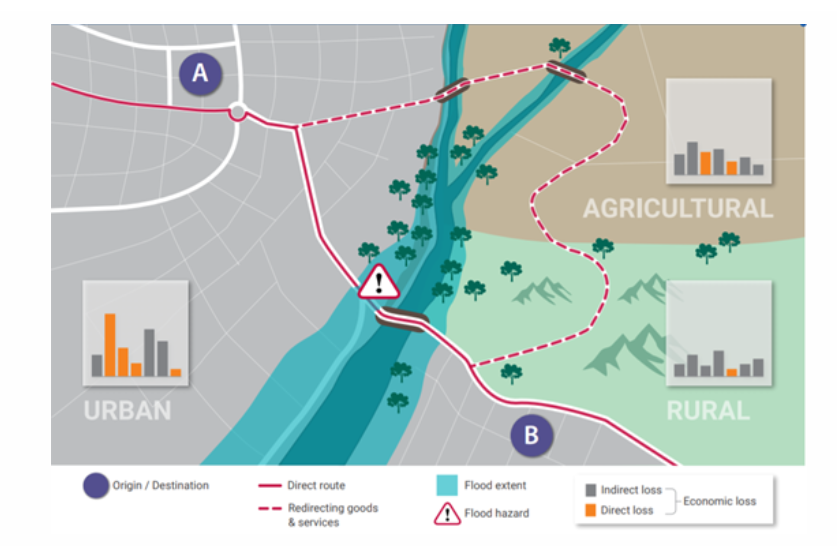 A
!
AGRICULTURAL
!
URBAN
RURAL
B
Origin / Destination
Direct route
Redirecting goods
& services
Flood extent
! Flood hazard
Indirect loss
Direct loss
Economic loss